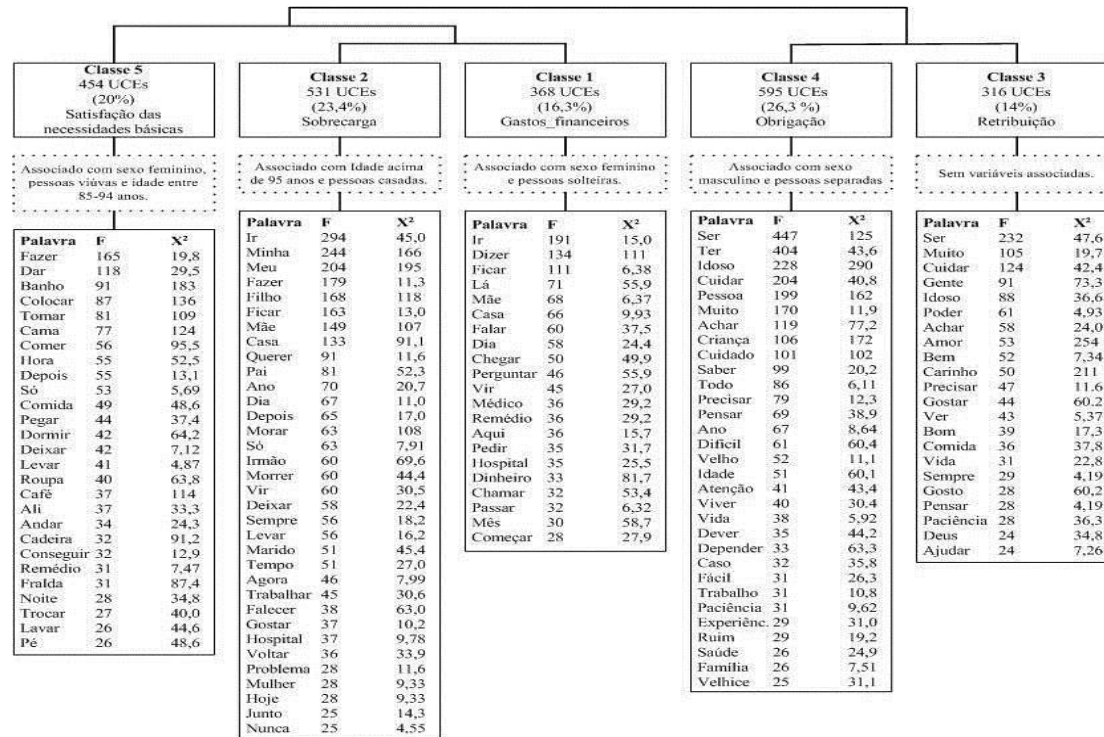 Classe 5
454 UCEs
(20%)
Satisfação das
necessidades básicas
Associado com sexo feminino,
pessoas viúvas e idade entre
85-94 anos.
Palavra F X²
Fazer 165 19,8
Dar 118 29,5
Banho 91 183
Colocar 87 136
Tomar 81 109
Cama 77 124
Comer 56 95,5
Hora 55 52,5
Depois 55 13,1
Só 53 5,69
Comida 49 48,6
Pegar 44 37,4
Dormir 42 64,2
Deixar 42 7,12
Levar 41 4,87
Roupa 40 63,8
Café 37 114
Ali 37 33,3
Andar 34 24,3
Cadeira 32 91,2
Conseguir 32 12,9
Remédio 31 7,47
Fralda 31 87,4
Noite 28 34,8
Trocar 27 40,0
Lavar 26 44,6
Pé 26 48,6
Classe 2
531 UCEs
(23,4%)
Sobrecarga
Associado com Idade acima
de 95 anos e pessoas casadas.
Palavra F X²
Ir 294 45,0
Minha 244 166
Meu 204 195
Fazer 179 11,3
Filho 168 118
Ficar 163 13,0
Mãe 149 107
Casa 133 91,1
Querer 91 11,6
Pai 81 52,3
Ano 70 20,7
Dia 67 11,0
Depois 65 17,0
Morar 63 108
Só 63 7,91
Irmão 60 69,6
Morrer 60 44,4
Vir 60 30,5
Deixar 58 22,4
Sempre 56 18,2
Levar 56 16,2
Marido 51 45,4
Tempo 51 27,0
Agora 46 7,99
Trabalhar 45 30,6
Falecer 38 63,0
Gostar 37 10,2
Hospital 37 9,78
Voltar 36 33,9
Problema 28 11,6
Mulher 28 9,33
Hoje 28 9,33
Junto 25 14,3
Nunca 25 4,55
Classe 1
368 UCEs
(16,3%)
Gastos_financeiros
Associado com sexo feminino
e pessoas solteiras.
Palavra F X²
Ir 191 15,0
Dizer 134 111
Ficar 111 6,38
Lá 71 55,9
Mãe 68 6,37
Casa 66 9,93
Falar 60 37,5
Dia 58 24,4
Chegar 50 49,9
Perguntar 46 55,9
Vir 45 27,0
Médico 36 29,2
Remédio 36 29,2
Aqui 36 15,7
Pedir 35 31,7
Hospital 35 25,5
Dinheiro 33 81,7
Chamar 32 53,4
Passar 32 6,32
Mês 30 58,7
Começar 28 27,9
Classe 4
595 UCEs
(26,3 %)
Obrigação
Associado com sexo
masculino e pessoas separadas
Palavra F X²
Ser 447 125
Ter 404 43,6
Idoso 228 290
Cuidar 204 40,8
Pessoa 199 162
Muito 170 11,9
Achar 119 77,2
Criança 106 172
Cuidado 101 102
Saber 99 20,2
Todo 86 6,11
Precisar 79 12,3
Pensar 69 38,9
Ano 67 8,64
Difícil 61 60,4
Velho 52 11,1
Idade 51 60,1
Atenção 41 43,4
Viver 40 30.4
Vida 38 5,92
Dever 35 44,2
Depender 33 63,3
Caso 32 35,8
Fácil 31 26,3
Trabalho 31 10,8
Paciência 31 9,62
Experiênc. 29 31,0
Ruim 29 19,2
Saúde 26 24,9
Família 26 7,51
Velhice 25 31,1
Classe 3
316 UCEs
(14%)
Retribuição
Sem variáveis associadas.
Palavra F X²
Ser 232 47,6
Muito 105 19,7
Cuidar 124 42,4
Gente 91 73,3
Idoso 88 36,6
Poder 61 4,93
Achar 58 24,0
Amor 53 254
Bem 52 7,34
Carinho 50 211
Precisar 47 11,6
Gostar 44 60,2
Ver 43 5,37
Bom 39 17,3
Comida 36 37,8
Vida 31 22,8
Sempre 29 4,19
Gosto 28 60,2
Pensar 28 4,19
Paciência 28 36,3
Deus 24 34,8
Ajudar 24 7,26